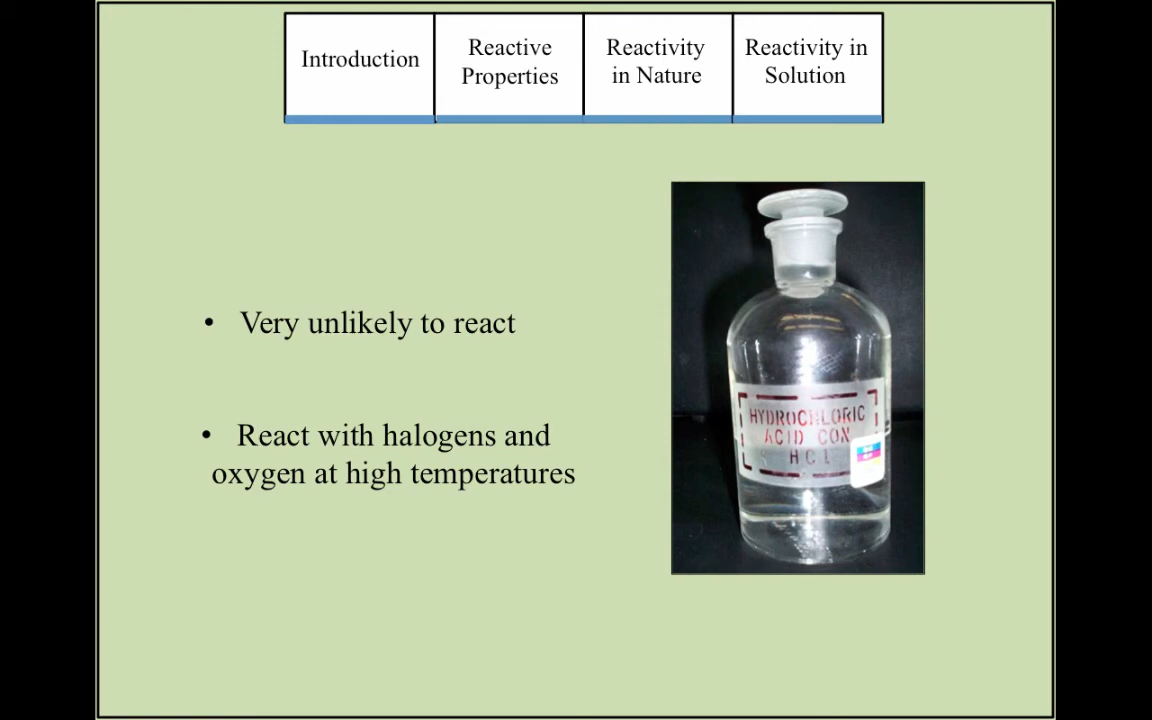 Introduction
Reactive
Properties
Reactivity
in Nature
Reactivity in
Solution
• Very unlikely to react
• React with halogens and
oxygen at high temperatures
HYDROCHLORIC
ACID CON
HCl